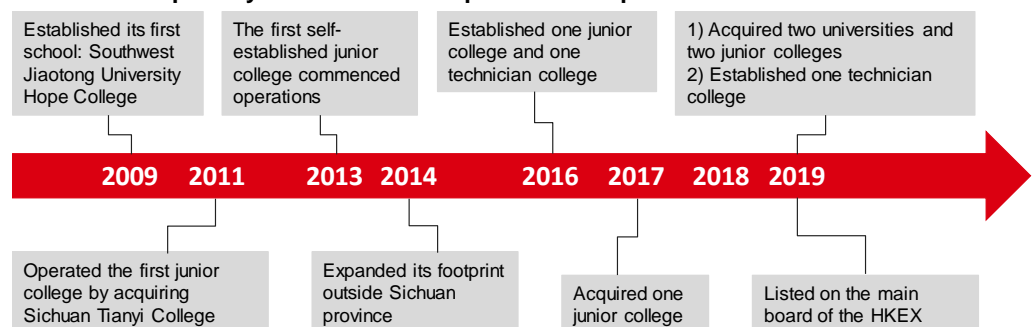 Established its first
school: Southwest
Jiaotong University
Hope College
The first self-
established junior
college commenced
operations
Established one junior
college and one
technician college
1) Acquired two universities and
two junior colleges
2) Established one technician
college
2009 2011 2013 2014 2016 2017 2018 2019
Operated the first junior
college by acquiring
Sichuan Tianyi College
Expanded its footprint
outside Sichuan
province
Acquired one
junior college
Listed on the main
board of the HKEX